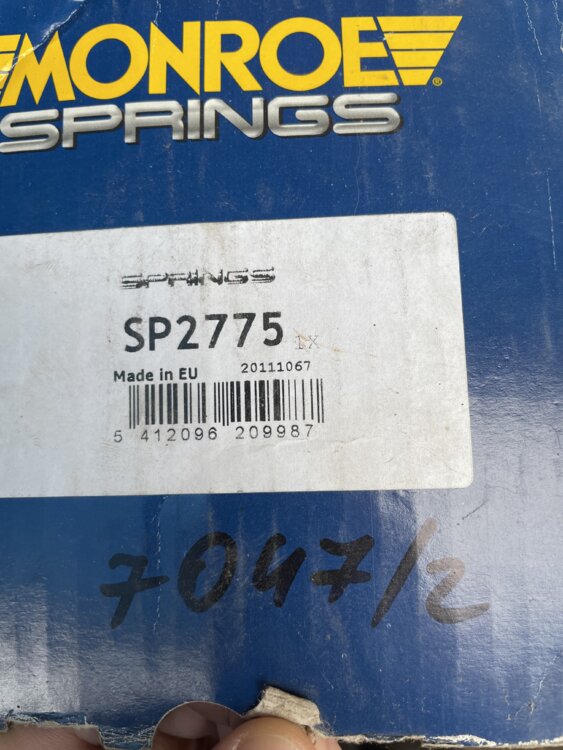 MONROE®
SPRINGS
SPRINGS
SP2775 1X
Made in EU 20111067
5 412096 209987
7047/2